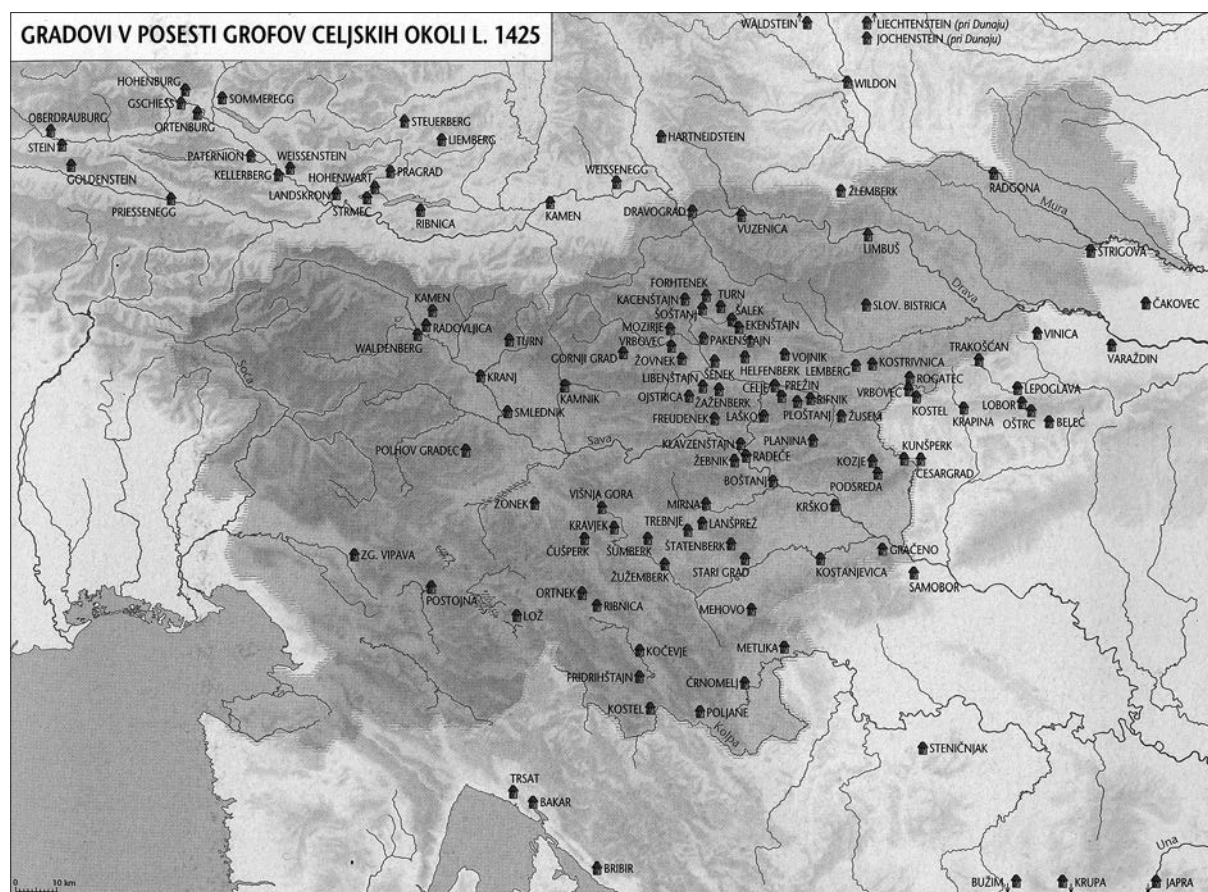 GRADOVI V POSESTI GROFOV CELJSKIH OKOLI L. 1425
WALDSTEIN
LIECHTENSTEIN (pri Dunaju)
JOCHENSTEIN (pri Dunaju)
WILDON
HOHENBURG
GSCHIESS
SOMMEREGG
ORTENBURG
OBERDRAUBURG
STEIN
GOLDENSTEIN
STEUERBERG
LIEMBERG
HARTNEIDSTEIN
PATERNION
WEISSENSTEIN
KELLERBERG
HOHENWART
PRAGRAD
LANDSKRON
STRMEC
PRIESSENEGG
RIBNICA
WEISSENEGG
KAMEN
DRAVOGRAD
VUZENICA
ŽLEMBERK
RADGONA
Mura
LIMBUŠ
ŠTRIGOVA
Drava
ČAKOVEC
FORHTENEK
KACENŠTAJN
TURN
ŠOŠTANJ
ŠALEK
SLOV. BISTRICA
KAMEN
RADOVLJICA
WALDENBERG
TURN
MOZIRJE
EKENŠTAJN
VRBOVEC
PAKENŠTAJN
GORNJI GRAD
ŽOVNEK
ŠENEK
HELFENBERK
VOJNIK
LEMBERG
KOSTRIVNICA
TRAKOŠĆAN
VINICA
VARAŽDIN
Soča
KRANJ
KAMNIK
LIBENŠTAJN
CELJE
PREŽIN
ROGATEC
VRBOVEC
LEPOGLAVA
OJSTRICA
ŽAŽENBERK
RIFNIK
KOSTEL
LOBOR
SMLEDNIK
FREUDENEK
LAŠKO
PLOŠTANJ
ŽUSEM
KRAPINA
OŠTRC
BELEC
Sava
POLHOV GRADEC
KLAVZENŠTAJN
PLANINA
KUNŠPERK
ŽEBNIK
RADEČE
KOZJE
CESARGRAD
BOŠTANJ
PODSREDA
ŽONEK
VIŠNJA GORA
MIRNA
KRŠKO
KRAVJEK
TREBNJE
LANŠPREŽ
ČUŠPERK
ŠUMBERK
ŠTATENBERK
GRAČENO
ZG. VIPAVA
ŽUŽEMBERK
STARI GRAD
KOSTANJEVICA
SAMOBOR
POSTOJNA
ORTNEK
RIBNICA
LOŽ
MEHOVO
KOČEVJE
METLIKA
FRIDRIHŠTAJN
ČRNOMELJ
KOSTEL
POLJANE
Kolpa
STENIČNJAK
TRSAT
BAKAR
Una
BRIBIR
BUŽIM
KRUPA
JAPRA
0 10 km